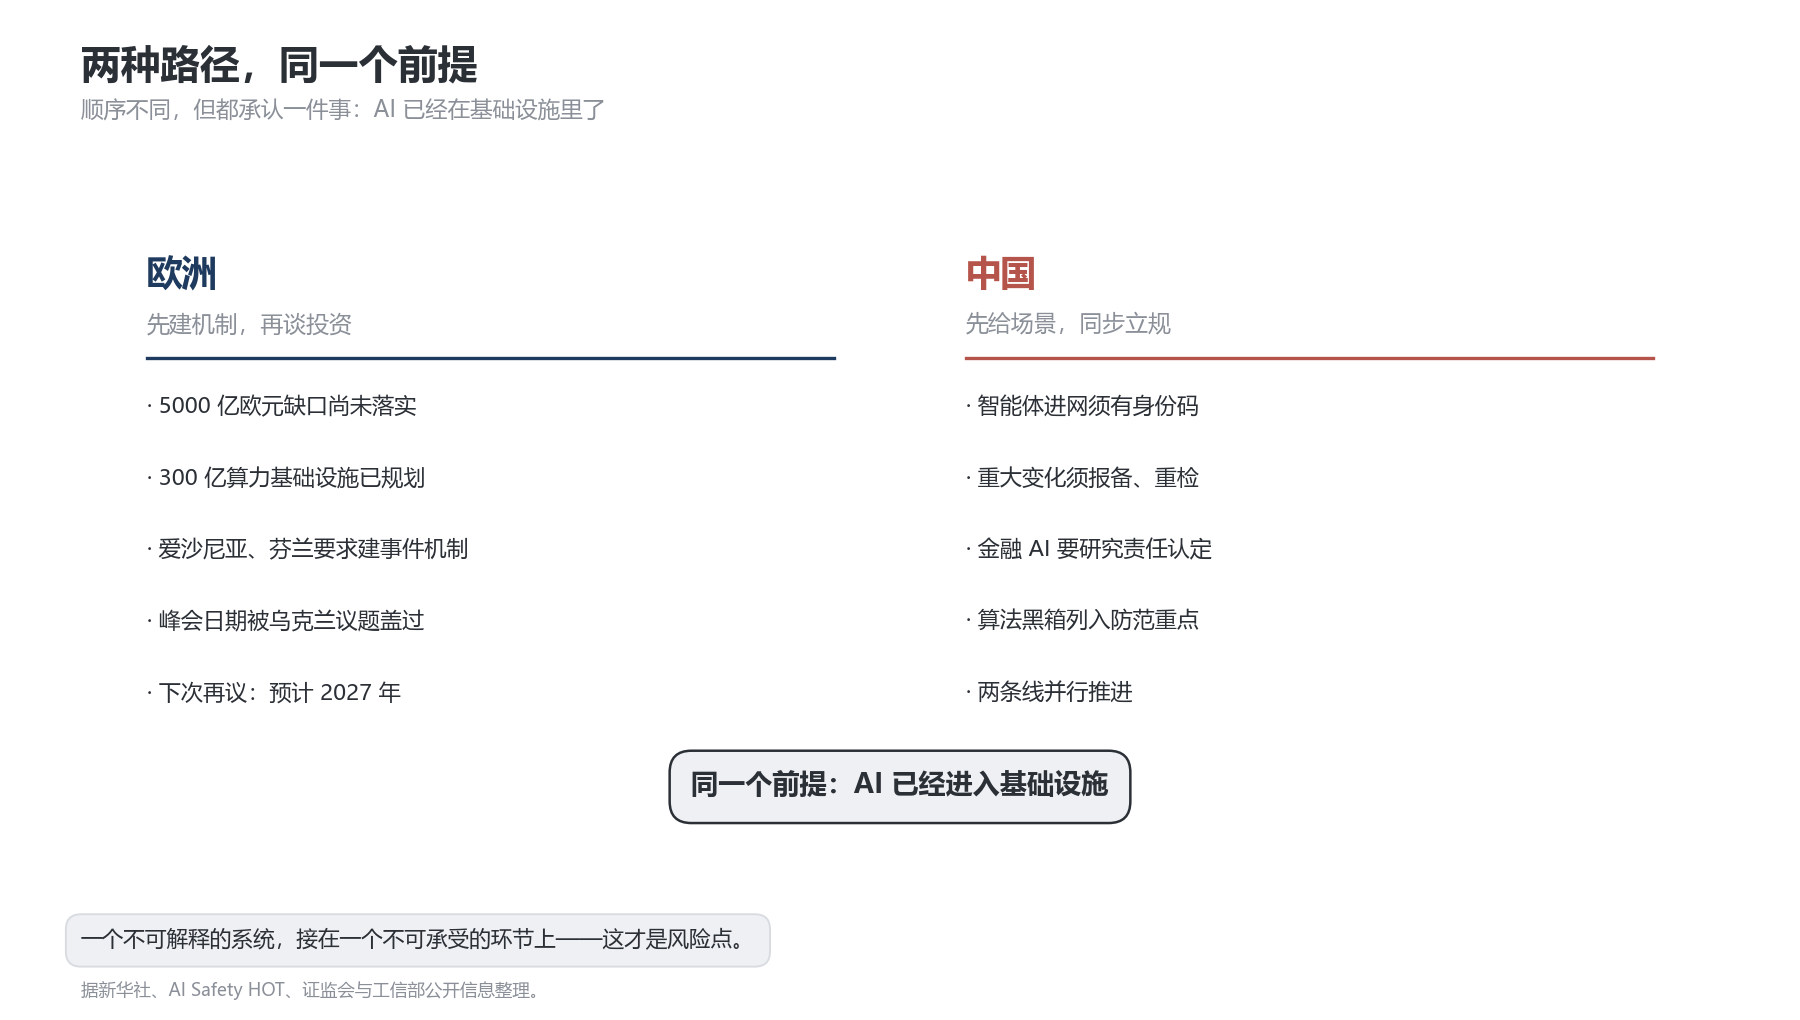 两种路径，同一个前提
顺序不同，但都承认一件事：AI 已经在基础设施里了
欧洲
先建机制，再谈投资
· 5000 亿欧元缺口尚未落实
· 300 亿算力基础设施已规划
· 爱沙尼亚、芬兰要求建事件机制
· 峰会日期被乌克兰议题盖过
· 下次再议：预计 2027 年
中国
先给场景，同步立规
· 智能体进网须有身份码
· 重大变化须报备、重检
· 金融 AI 要研究责任认定
· 算法黑箱列入防范重点
· 两条线并行推进
同一个前提：AI 已经进入基础设施
一个不可解释的系统，接在一个不可承受的环节上——这才是风险点。
据新华社、AI Safety HOT、证监会与工信部公开信息整理。